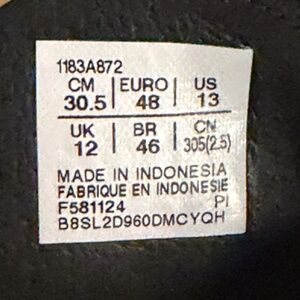 1183A872
CM EURO US
30.5 48 13
UK BR CN
12 46 305(2.5)
MADE IN INDONESIA
FABRIQUE EN INDONESIE
F581124 PI
B8SL2D960DMCYQH